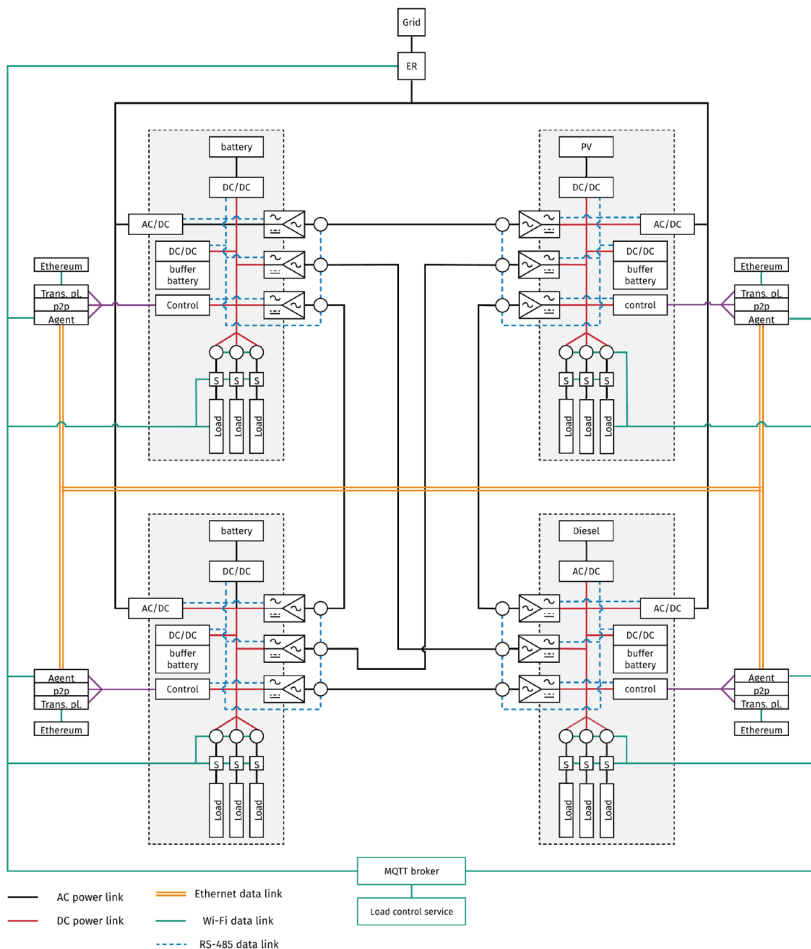 Grid
ER
battery
PV
DC/DC
DC/DC
AC/DC
AC/DC
DC/DC
buffer
battery
DC/DC
buffer
battery
Ethereum
Trans. pl.
p2p
Agent
Control
control
Ethereum
Trans. pl.
p2p
Agent
S S S
S S S
Load Load Load
Load Load Load
battery
Diesel
DC/DC
AC/DC
AC/DC
AC/DC
DC/DC
buffer
battery
DC/DC
buffer
battery
Agent
p2p
Trans. pl.
Ethereum
Control
control
Agent
p2p
Trans. pl.
Ethereum
S S S
S S S
Load Load Load
Load Load Load
MQTT broker
Load control service
AC power link
DC power link
Ethernet data link
Wi-Fi data link
RS-485 data link